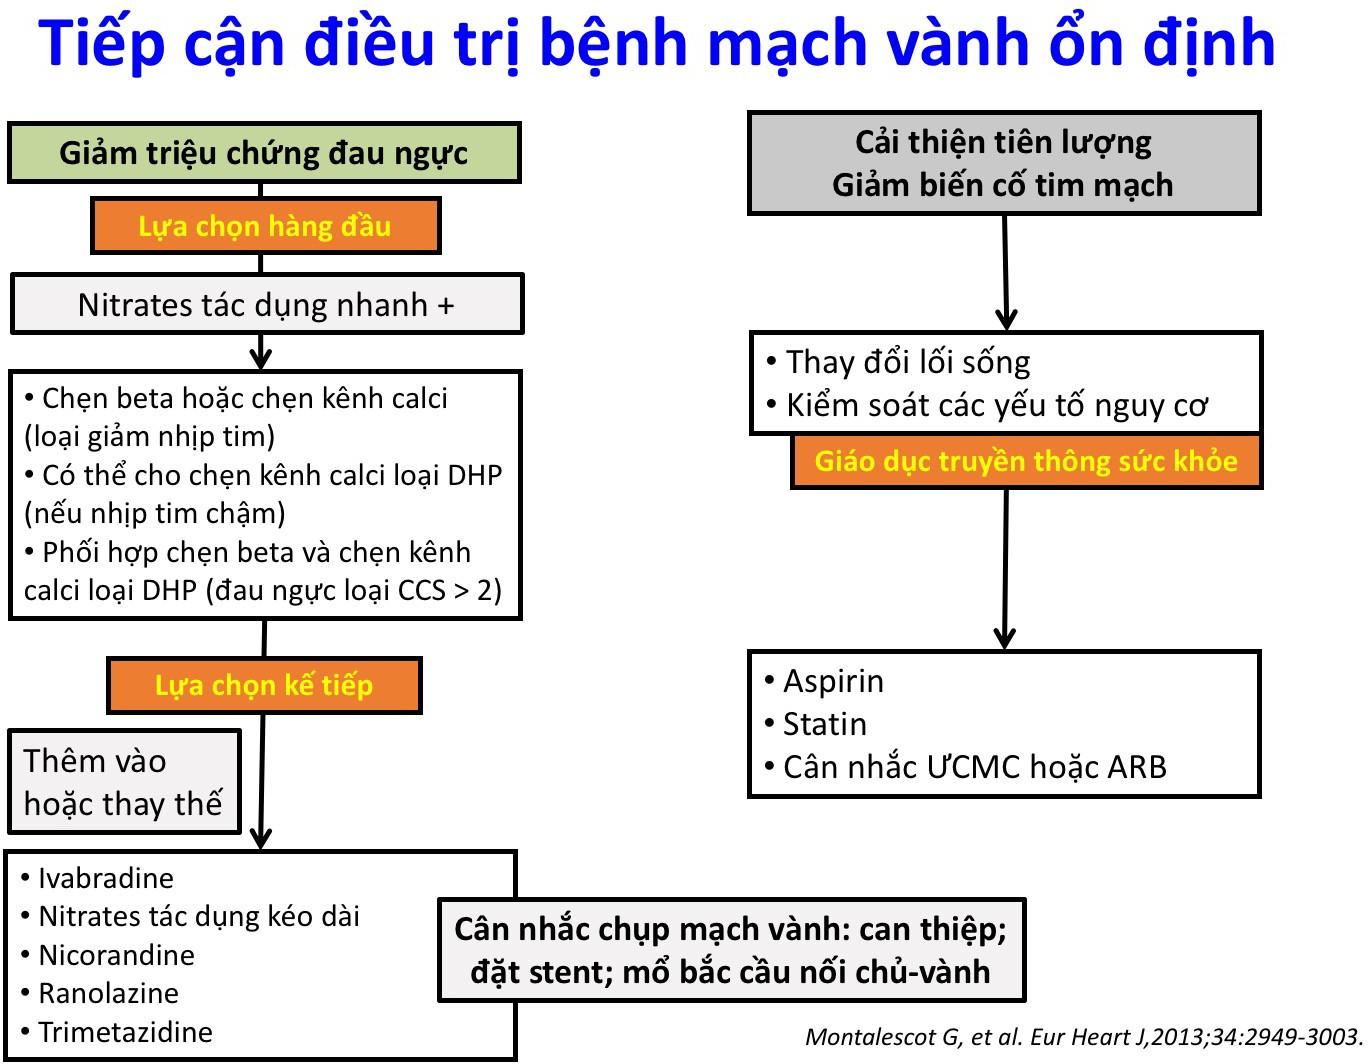 Tiếp cận điều trị bệnh mạch vành ổn định
Giảm triệu chứng đau ngực
Lựa chọn hàng đầu
Nitrates tác dụng nhanh +
• Chẹn beta hoặc chẹn kênh calci
(loại giảm nhịp tim)
• Có thể cho chẹn kênh calci loại DHP
(nếu nhịp tim chậm)
• Phối hợp chẹn beta và chẹn kênh
calci loại DHP (đau ngực loại CCS > 2)
Lựa chọn kế tiếp
Thêm vào
hoặc thay thế
• Ivabradine
• Nitrates tác dụng kéo dài
• Nicorandine
• Ranolazine
• Trimetazidine
Cân nhắc chụp mạch vành: can thiệp;
đặt stent; mổ bắc cầu nối chủ-vành
Cải thiện tiên lượng
Giảm biến cố tim mạch
• Thay đổi lối sống
• Kiểm soát các yếu tố nguy cơ
Giáo dục truyền thông sức khỏe
• Aspirin
• Statin
• Cân nhắc ƯCMC hoặc ARB
Montalescot G, et al. Eur Heart J,2013;34:2949-3003.